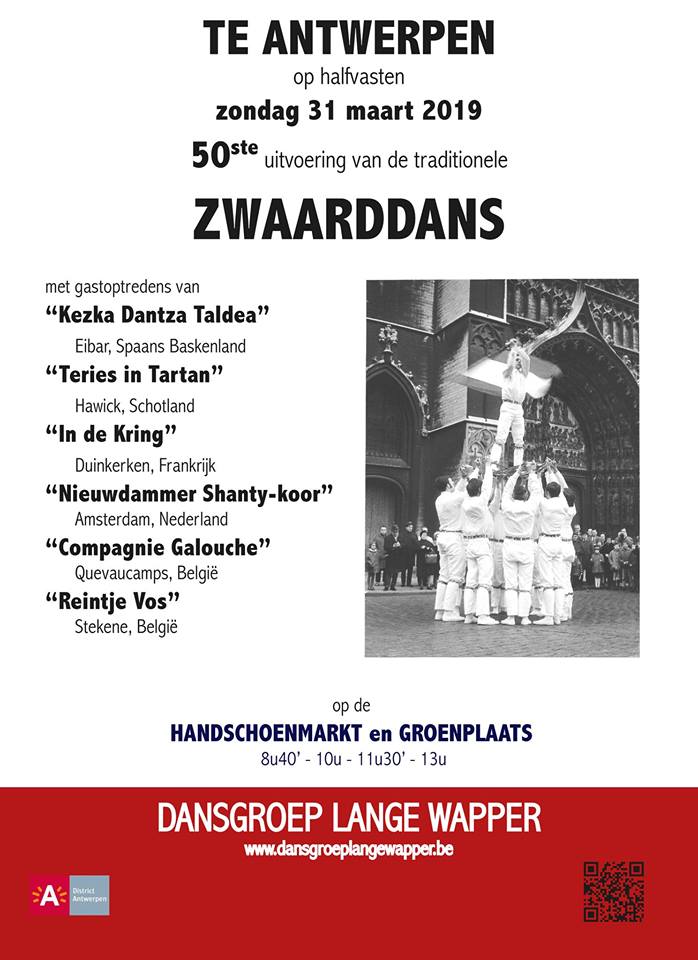 TE ANTWERPEN
op halfvasten
zondag 31 maart 2019
50ste uitvoering van de traditionele
ZWAARDDANS
met gastoptredens van
“Kezka Dantza Taldea”
Eibar, Spaans Baskenland
“Teries in Tartan”
Hawick, Schotland
“In de Kring”
Duinkerken, Frankrijk
“Nieuwdammer Shanty-koor”
Amsterdam, Nederland
“Compagnie Galouche”
Quevaucamps, België
“Reintje Vos”
Stekene, België
op de
HANDSCHOENMARKT en GROENPLAATS
8u40’ - 10u - 11u30’ - 13u
DANSGROEP LANGE WAPPER
www.dansgroeplangewapper.be
A
District
Antwerpen